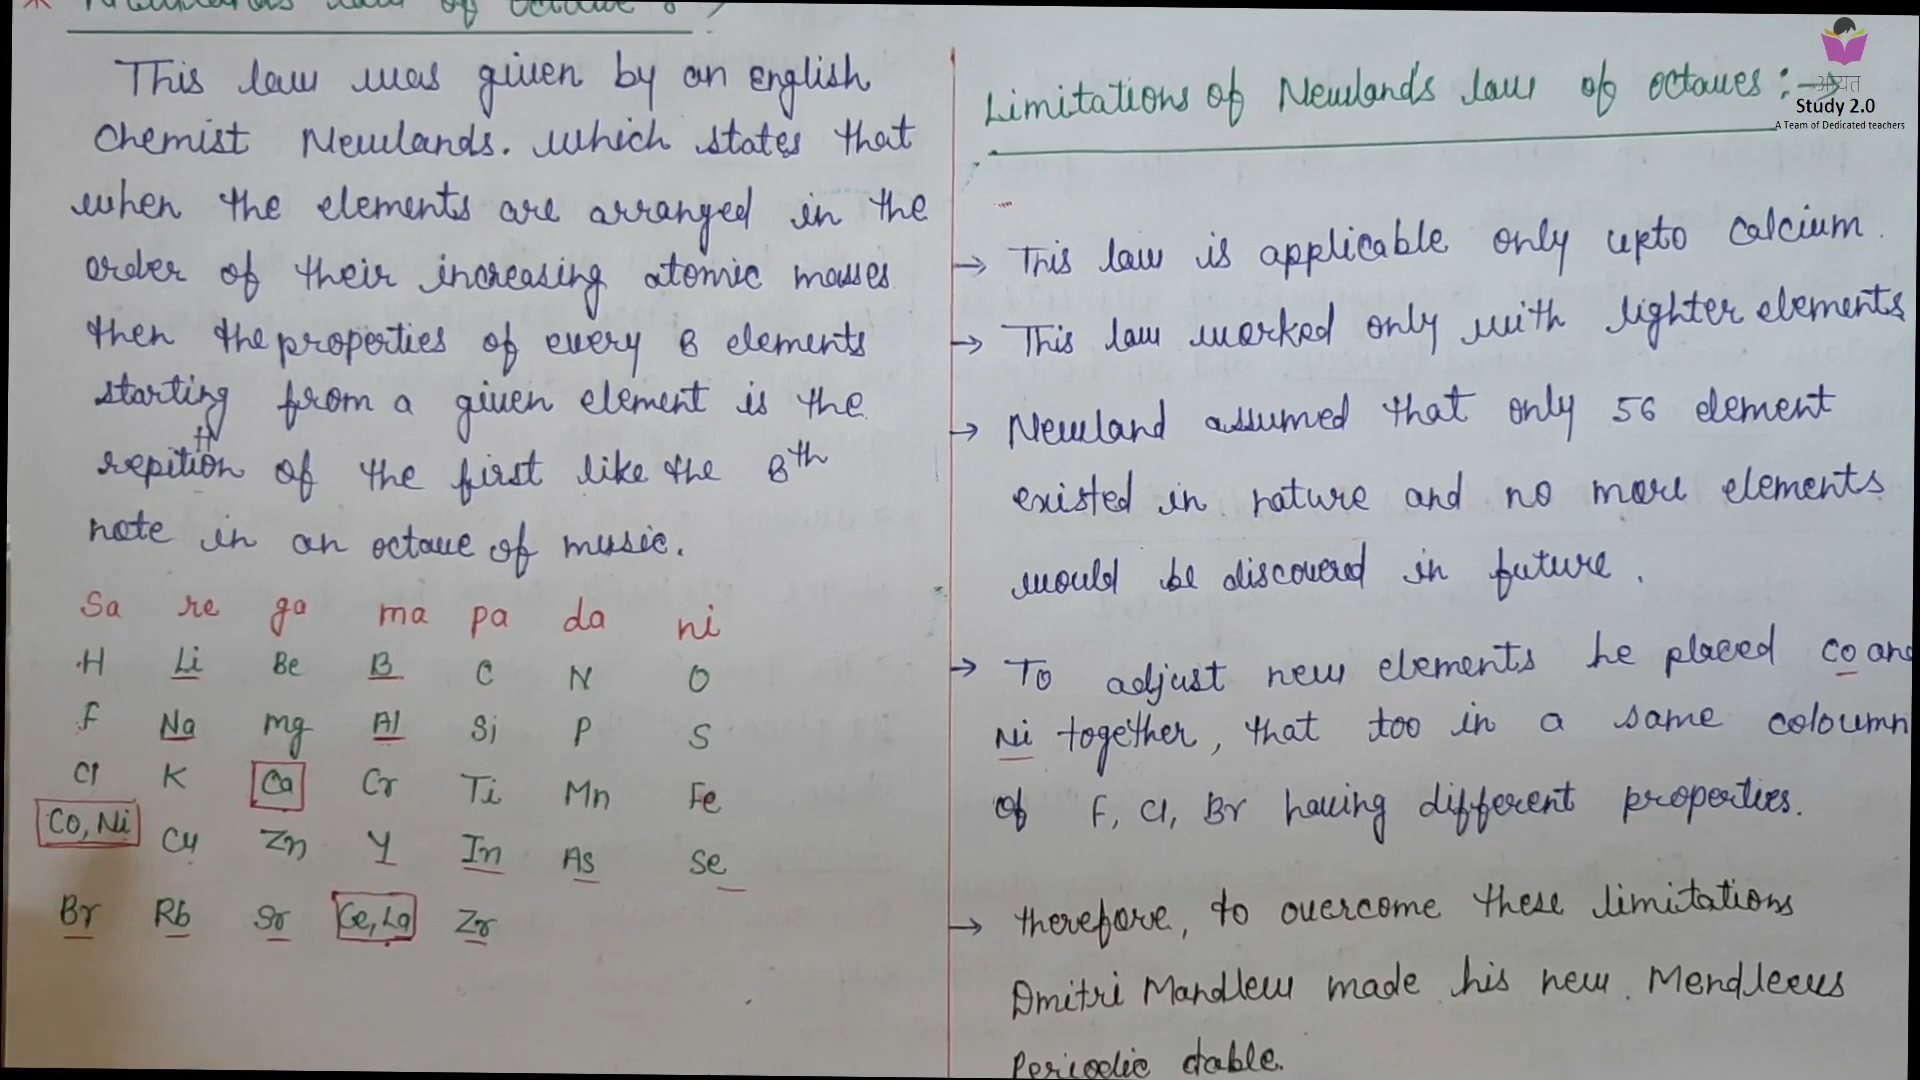 Newlands law of octave :→
This law was given by an english
chemist Newlands. which states that
when the elements are arranged in the
order of their increasing atomic masses
then the properties of every 8 elements
starting from a given element is the
repition of the first like the 8th
note in an octave of music.
Sa re ga ma pa da ni
H Li Be B C N O
F Na Mg Al Si P S
Cl K Ca Cr Ti Mn Fe
Co, Ni Cu Zn Y In As Se
Br Rb Sr Ce, La Zr
Limitations of Newlands law of octaves :→
→ This law is applicable only upto calcium.
→ This law worked only with lighter elements
→ Newland assumed that only 56 element
existed in nature and no more elements
would be discovered in future.
→ To adjust new elements he placed Co and
Ni together, that too in a same coloumn
of F, Cl, Br having different properties.
→ therefore, to overcome these limitations
Dmitri Mandlew made his new. Mendleevs
Periodic table.
अयत
Study 2.0
A Team of Dedicated teachers